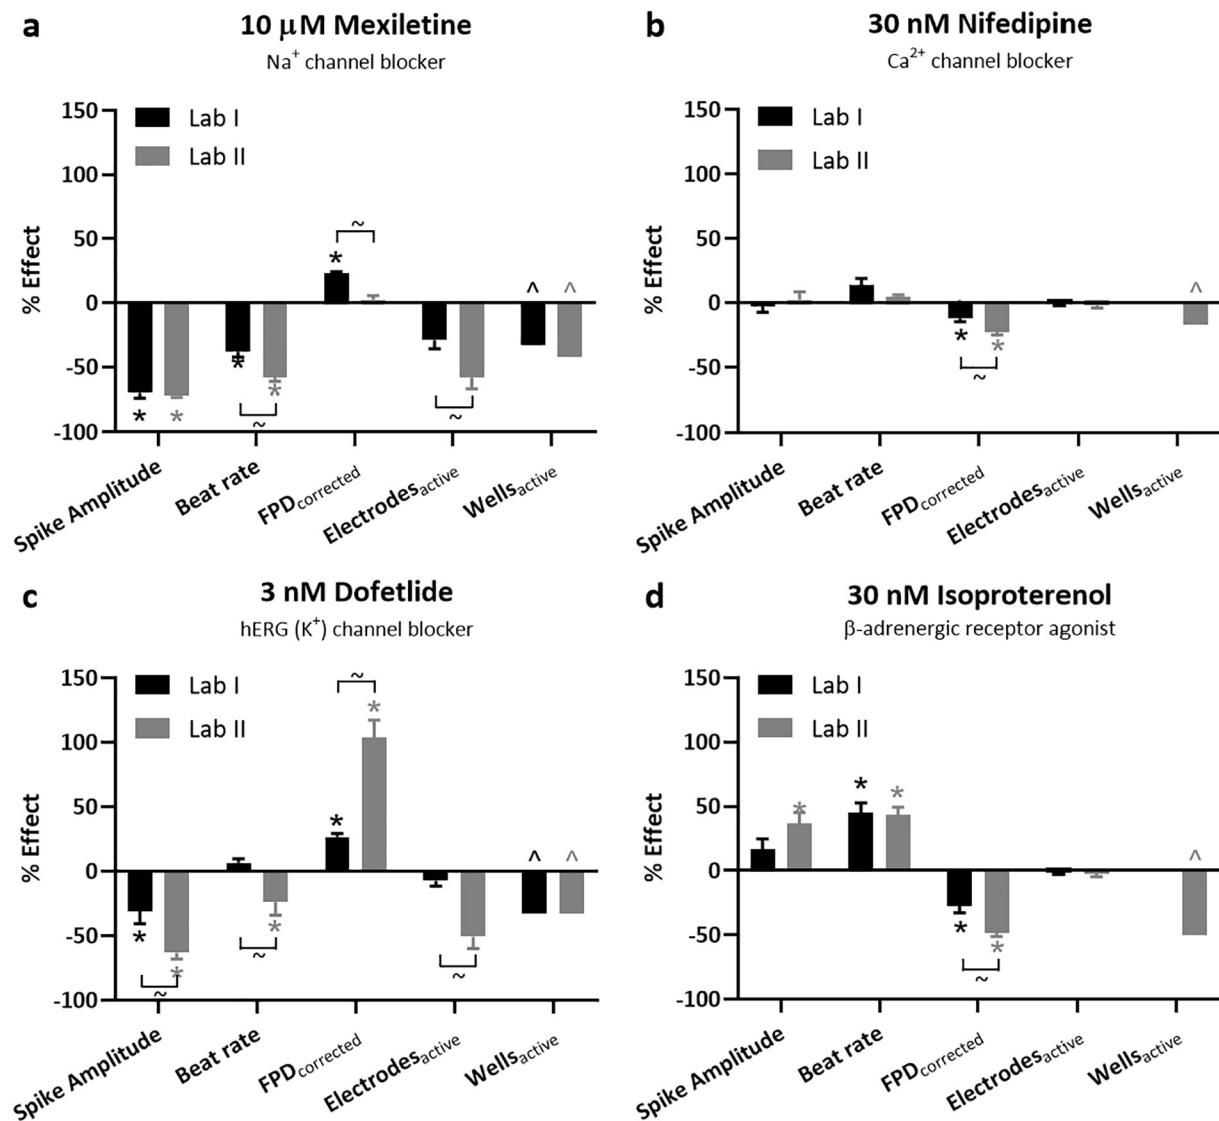 a
10 μM Mexiletine
Na+ channel blocker
Lab I
Lab II
% Effect
150
100
50
0
-50
-100
* * * * ~ * ~ ~ ^ ^
Spike Amplitude
Beat rate
FPDcorrected
Electrodesactive
Wellsactive
b
30 nM Nifedipine
Ca2+ channel blocker
Lab I
Lab II
% Effect
150
100
50
0
-50
-100
* * ~ ^
Spike Amplitude
Beat rate
FPDcorrected
Electrodesactive
Wellsactive
c
3 nM Dofetlide
hERG (K+) channel blocker
Lab I
Lab II
% Effect
150
100
50
0
-50
-100
* * ~ * ~ * * ~ ~ ^ ^
Spike Amplitude
Beat rate
FPDcorrected
Electrodesactive
Wellsactive
d
30 nM Isoproterenol
β-adrenergic receptor agonist
Lab I
Lab II
% Effect
150
100
50
0
-50
-100
* * * * * ~ ^
Spike Amplitude
Beat rate
FPDcorrected
Electrodesactive
Wellsactive